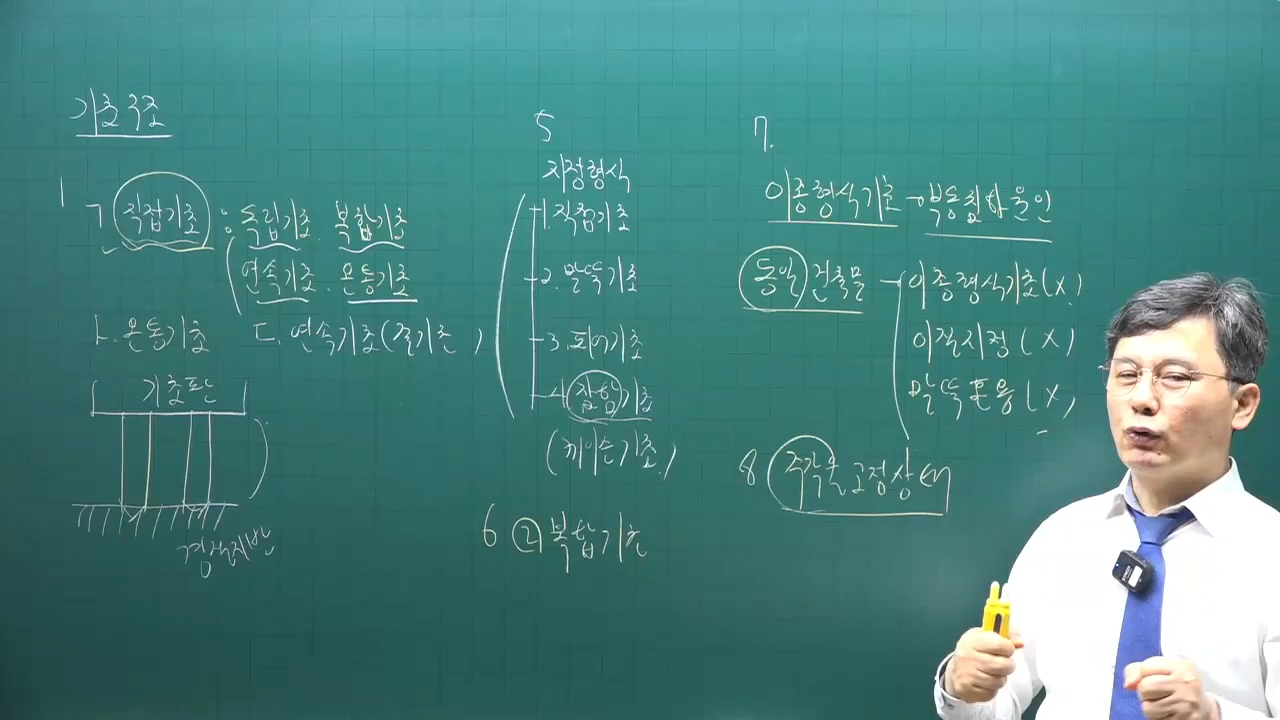 기초구조
1 ㄱ 직접기초 : 독립기초. 복합기초
연속기초. 온통기초
ㄴ. 온통기초 ㄷ. 연속기초(줄기초)
기초판
경질지반
5
지정형식
1. 직접기초
2. 말뚝기초
3. 피어기초
4. 잠함기초
(케이슨기초)
6 ② 복합기초
7.
이종형식기초 → 부동침하 원인
동일 건축물 이종형식기초(X)
이질지정(X)
말뚝혼용(X)
8 주각은 고정상태